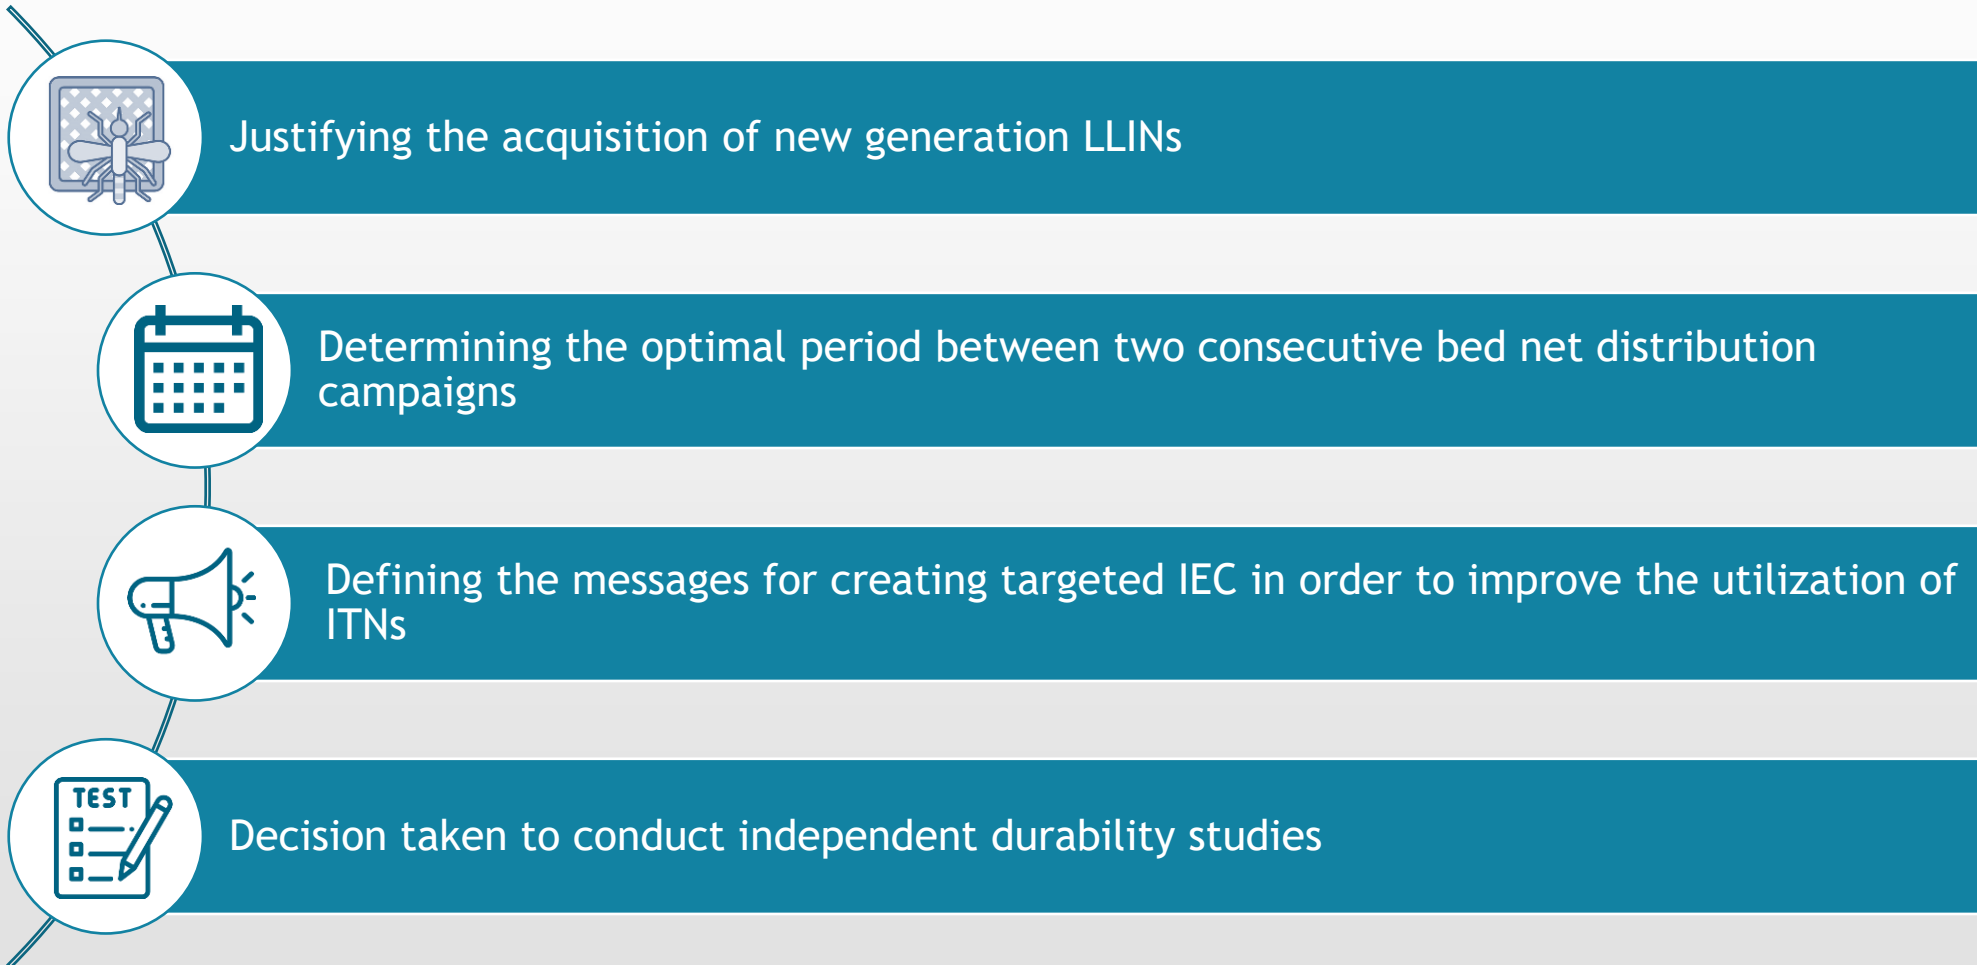 Justifying the acquisition of new generation LLINs
Determining the optimal period between two consecutive bed net distribution
campaigns
Defining the messages for creating targeted IEC in order to improve the utilization of
ITNs
TEST
Decision taken to conduct independent durability studies